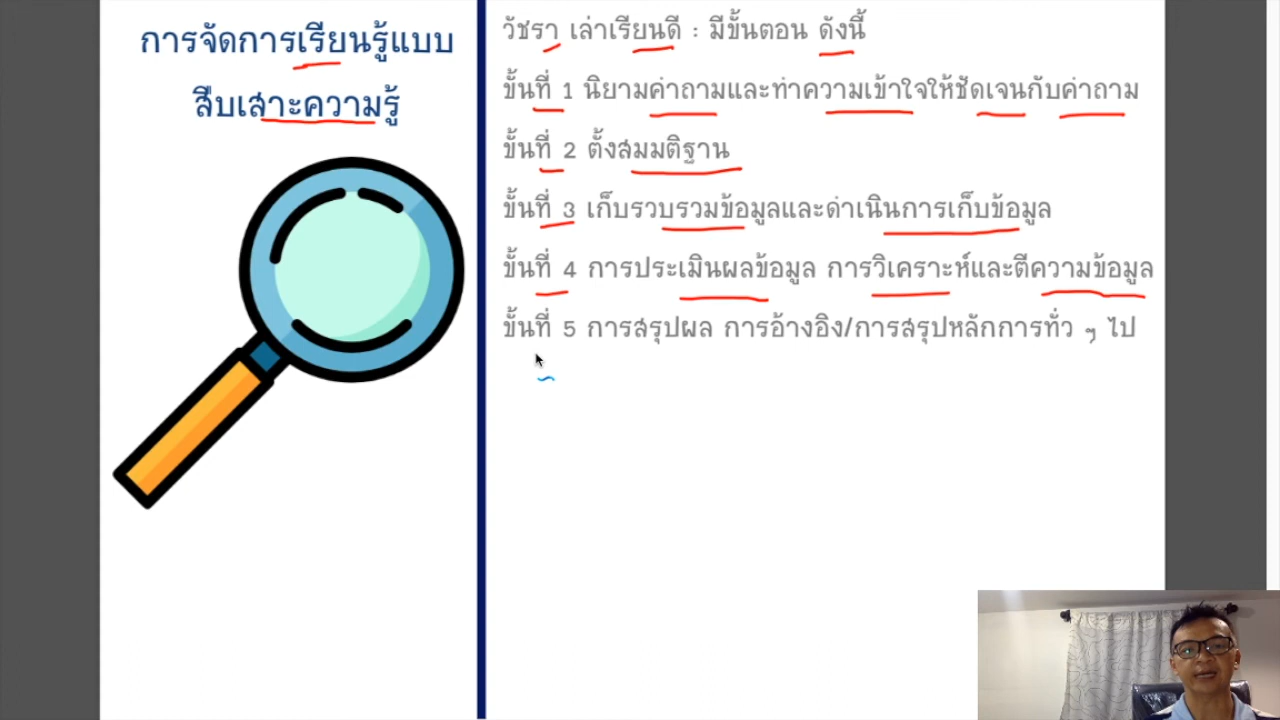 การจัดการเรียนรู้แบบ
สืบเสาะความรู้
วัชรา เล่าเรียนดี : มีขั้นตอน ดังนี้
ขั้นที่ 1 นิยามคำถามและทำความเข้าใจให้ชัดเจนกับคำถาม
ขั้นที่ 2 ตั้งสมมติฐาน
ขั้นที่ 3 เก็บรวบรวมข้อมูลและดำเนินการเก็บข้อมูล
ขั้นที่ 4 การประเมินผลข้อมูล การวิเคราะห์และตีความข้อมูล
ขั้นที่ 5 การสรุปผล การอ้างอิง/การสรุปหลักการทั่ว ๆ ไป